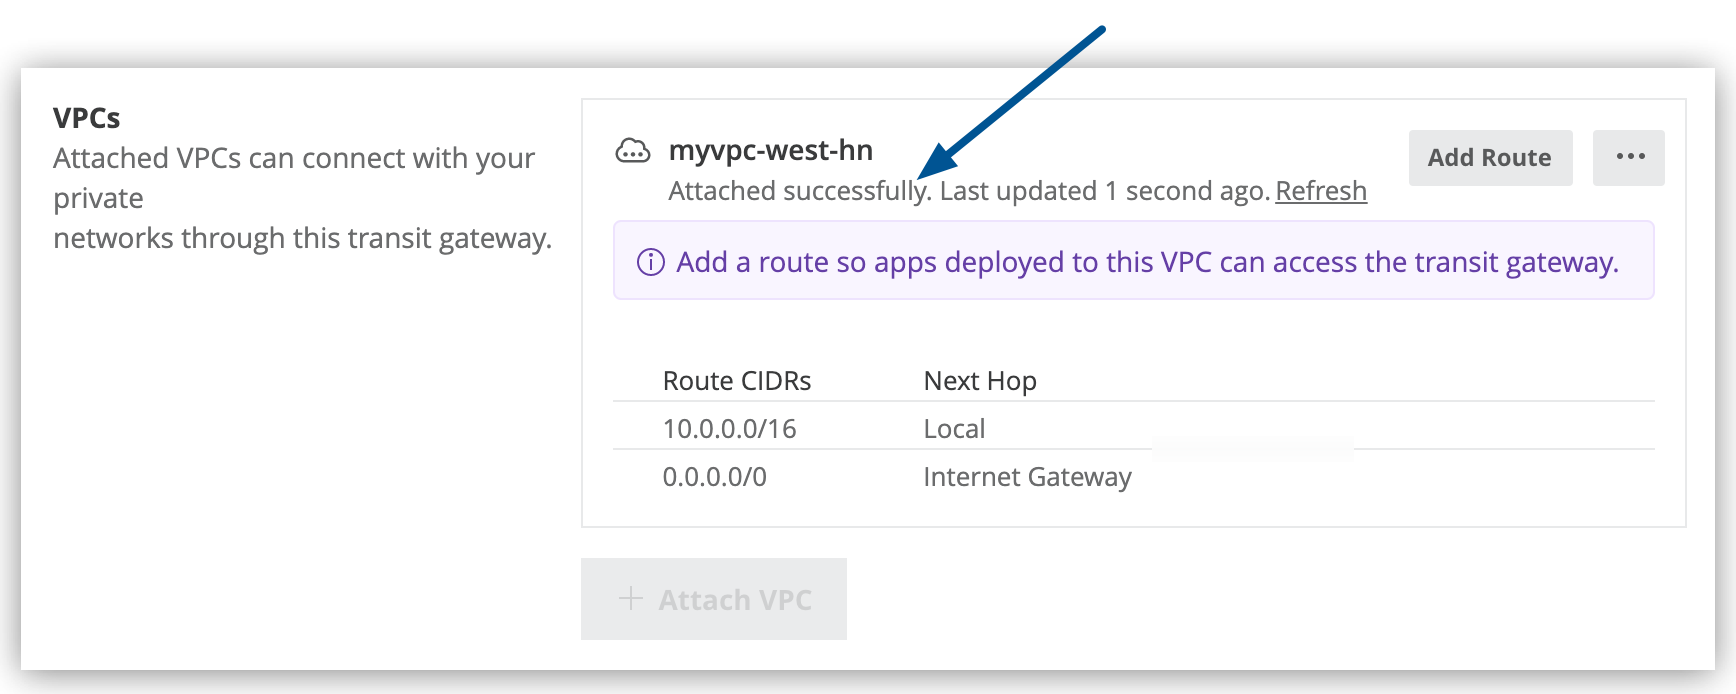 VPCs
Attached VPCs can connect with your
private
networks through this transit gateway.
myvpc-west-hn
Attached successfully. Last updated 1 second ago. Refresh
Add Route
Add a route so apps deployed to this VPC can access the transit gateway.
Route CIDRs Next Hop
10.0.0.0/16 Local
0.0.0.0/0 Internet Gateway
+ Attach VPC